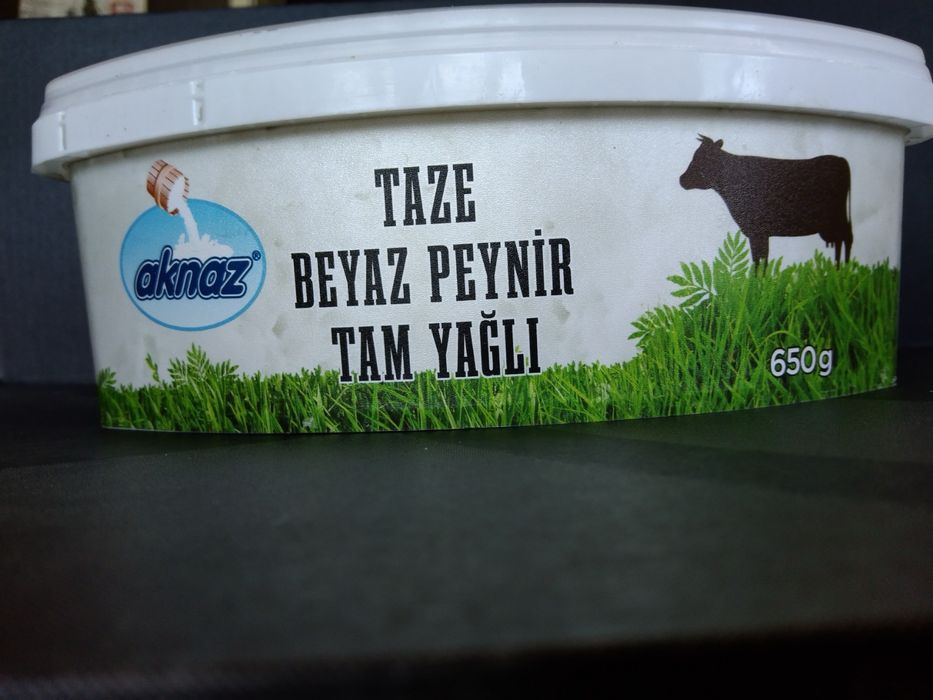 TAZE
BEYAZ PEYNİR
TAM YAĞLI
aknaz®
650g